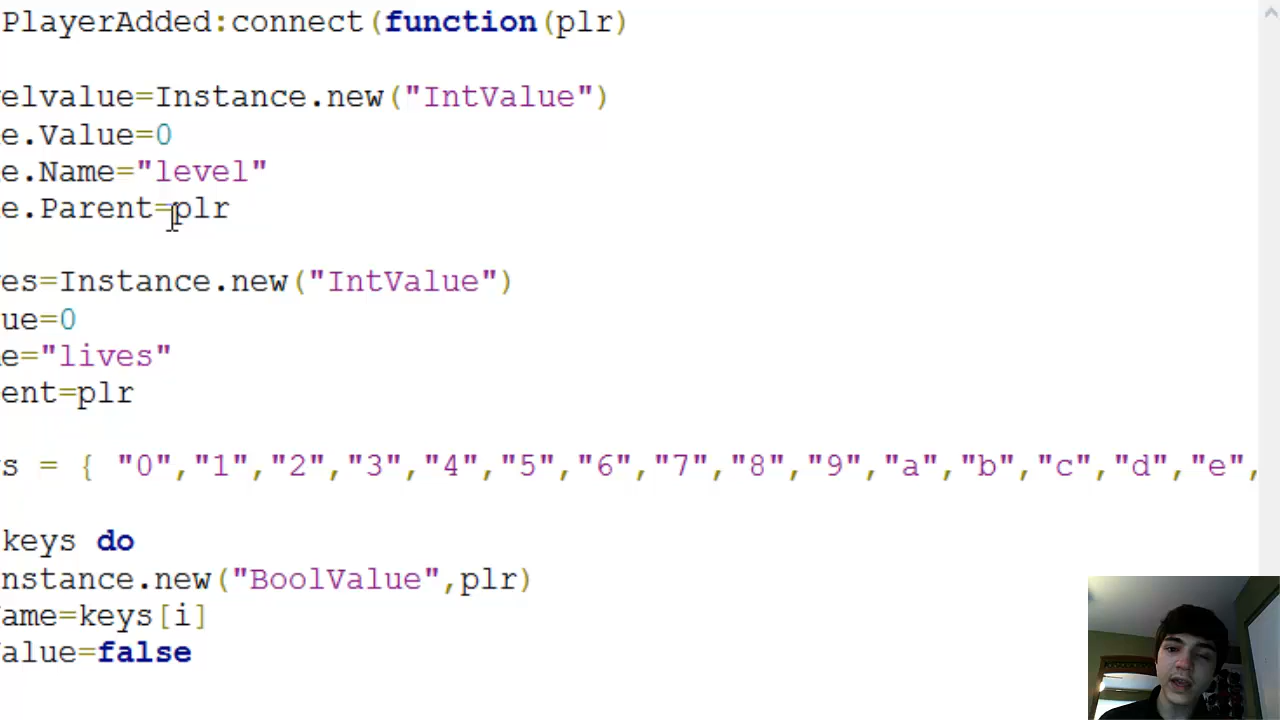 PlayerAdded:connect(function(plr)
elvalue=Instance.new("IntValue")
e.Value=0
e.Name="level"
e.Parent=plr
es=Instance.new("IntValue")
ue=0
e="lives"
ent=plr
s = { "0","1","2","3","4","5","6","7","8","9","a","b","c","d","e",
keys do
nstance.new("BoolValue",plr)
ame=keys[i]
alue=false